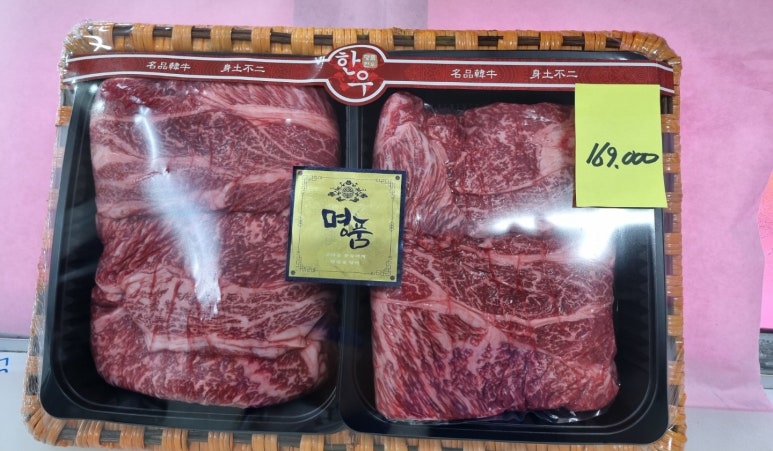 名品韓牛 身土不二
한우
名品韓牛 身土不二
169.000
명품